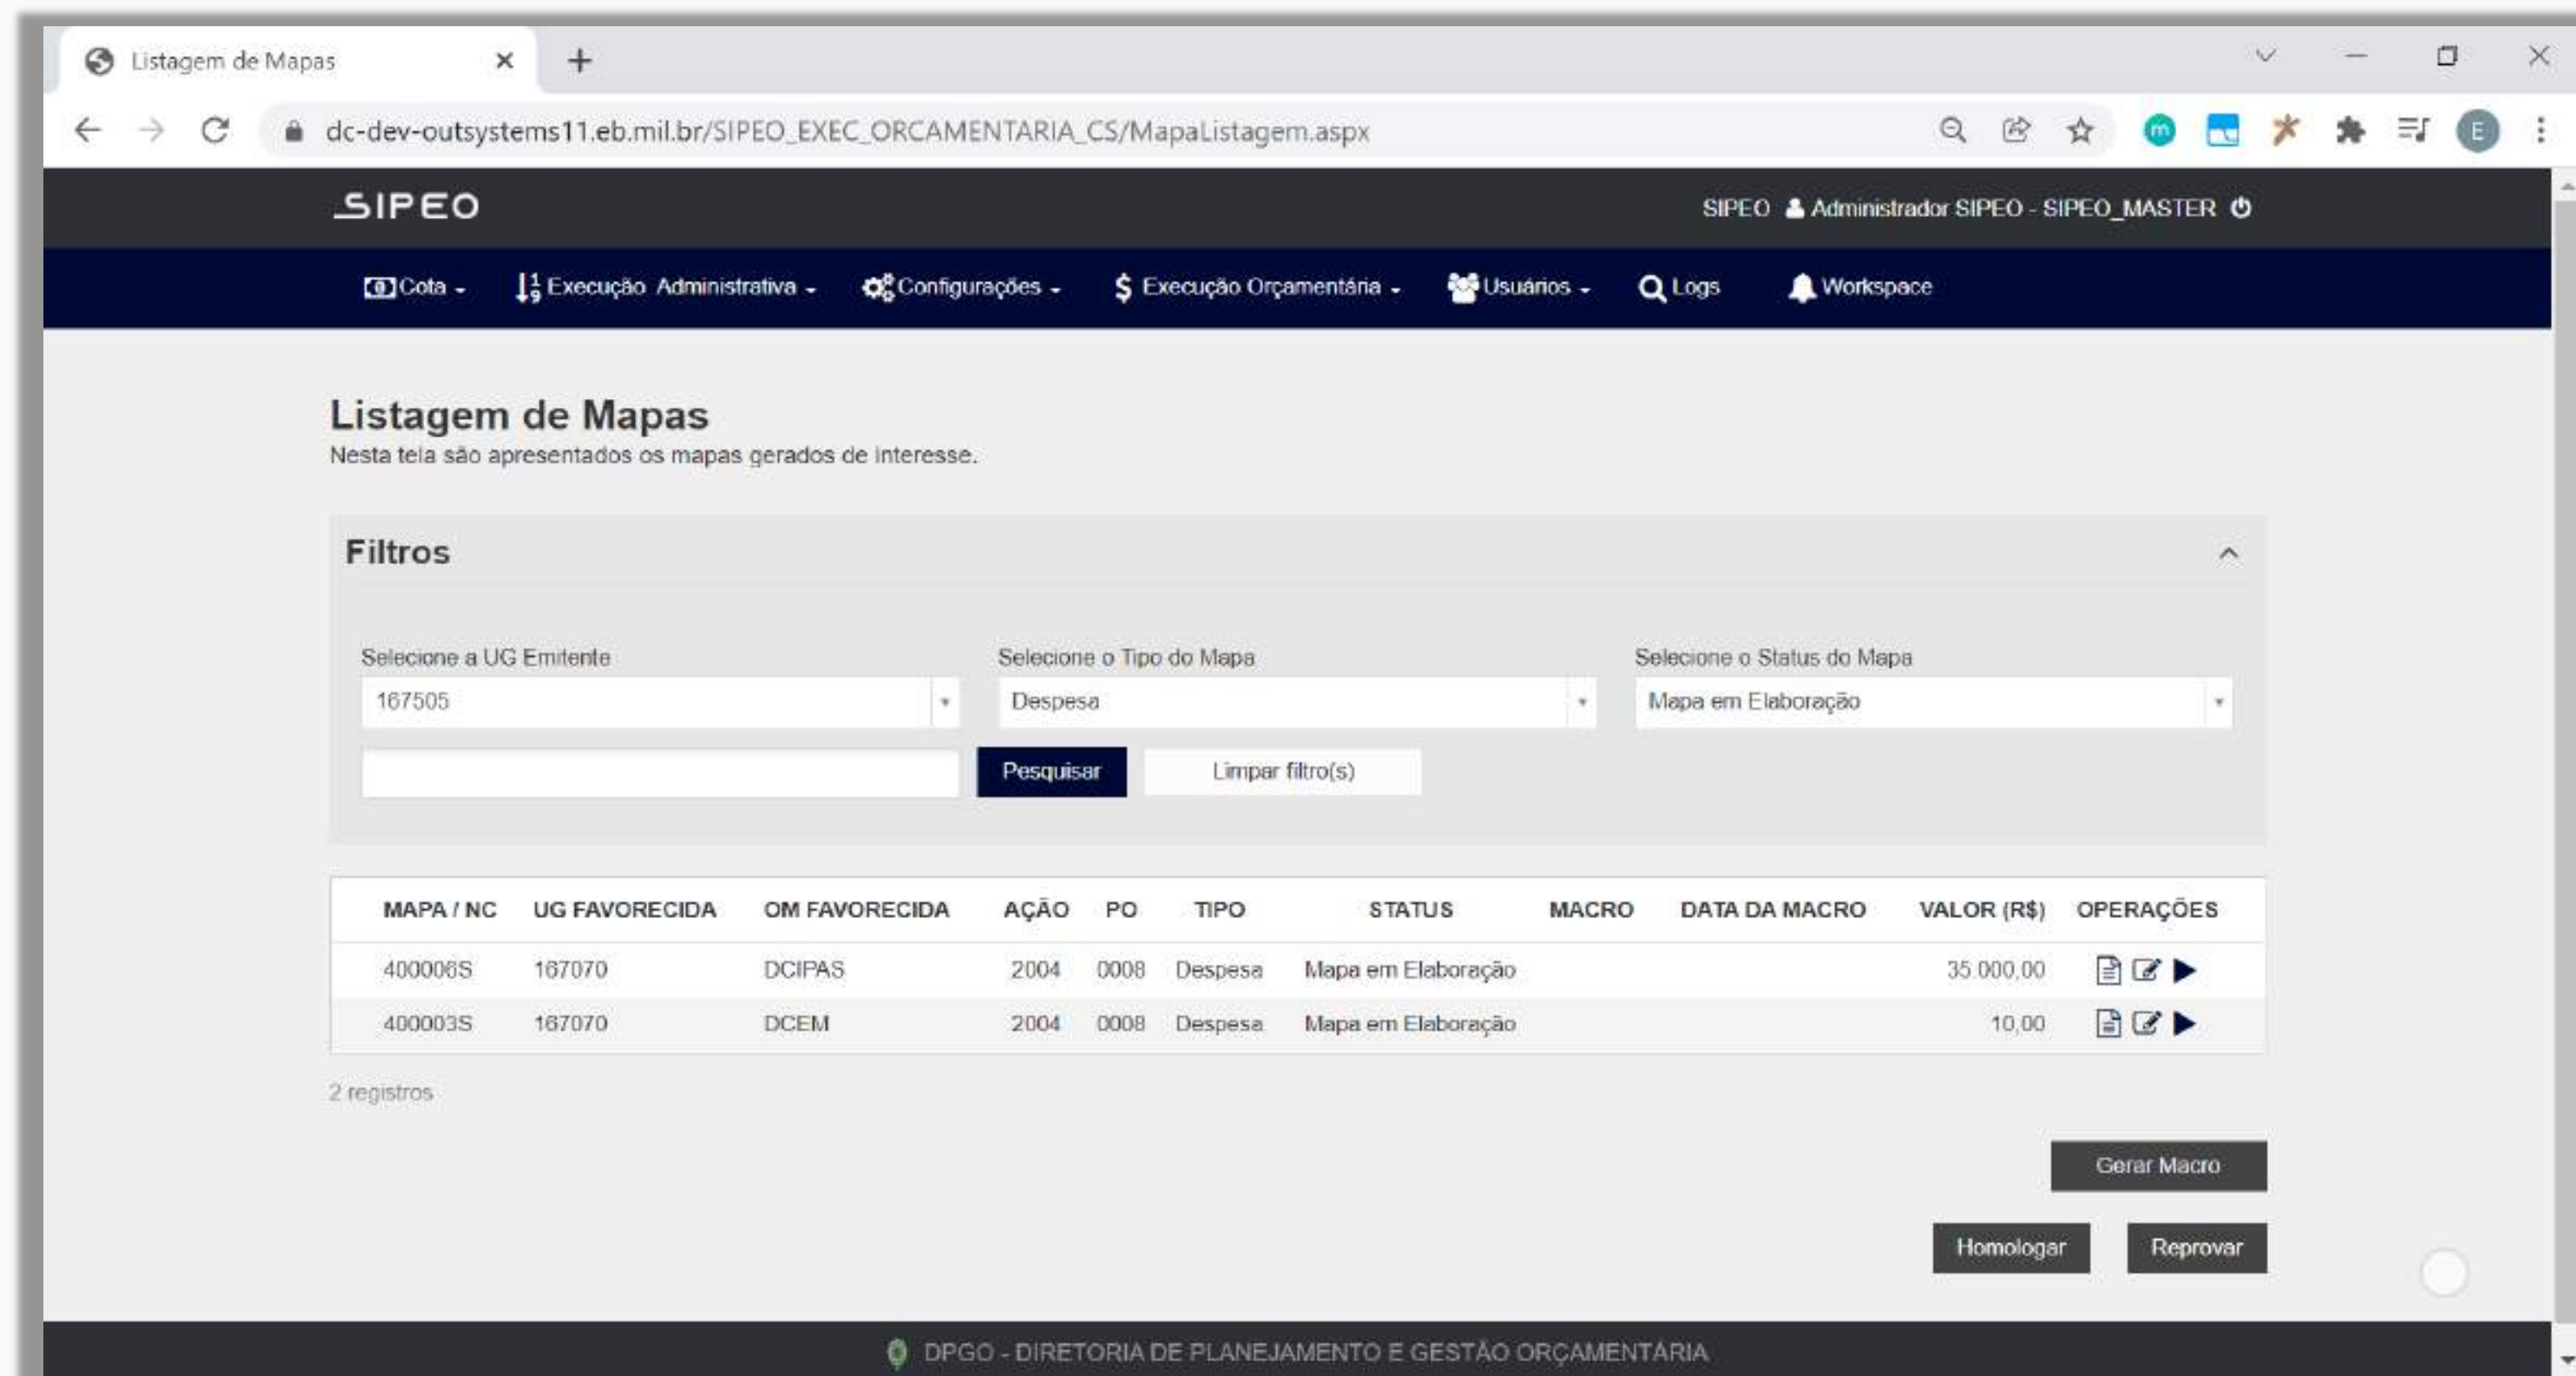 Listagem de Mapas
dc-dev-outsystems11.eb.mil.br/SIPEO_EXEC_ORCAMENTARIA_CS/MapaListagem.aspx
m E
SIPEO SIPEO Administrador SIPEO - SIPEO_MASTER
Cota Execução Administrativa Configurações $ Execução Orçamentária Usuários Logs Workspace
Listagem de Mapas
Nesta tela são apresentados os mapas gerados de interesse.
Filtros
Selecione a UG Emitente Selecione o Tipo do Mapa Selecione o Status do Mapa
167505 Despesa Mapa em Elaboração
Pesquisar Limpar filtro(s)
MAPA / NC UG FAVORECIDA OM FAVORECIDA AÇÃO PO TIPO STATUS MACRO DATA DA MACRO VALOR (R$) OPERAÇÕES
400006S 167070 DCIPAS 2004 0008 Despesa Mapa em Elaboração 35.000,00
400003S 167070 DCEM 2004 0008 Despesa Mapa em Elaboração 10,00
2 registros
Gerar Macro
Homologar Reprovar
DPGO - DIRETORIA DE PLANEJAMENTO E GESTÃO ORÇAMENTÁRIA